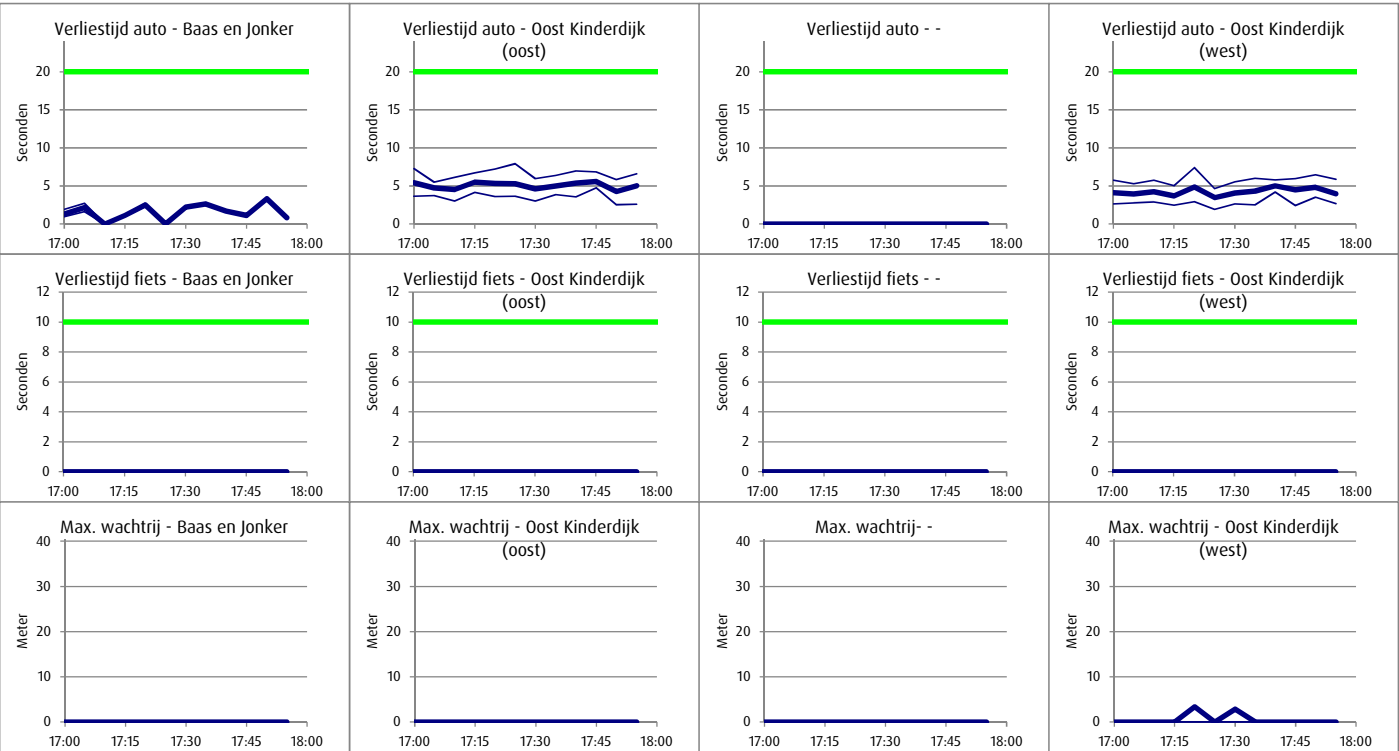 Verliestijd auto - Baas en Jonker
20
15
10
5
0
Seconden
17:00 17:15 17:30 17:45 18:00
Verliestijd auto - Oost Kinderdijk
(oost)
20
15
10
5
0
Seconden
17:00 17:15 17:30 17:45 18:00
Verliestijd auto - -
20
15
10
5
0
Seconden
17:00 17:15 17:30 17:45 18:00
Verliestijd auto - Oost Kinderdijk
(west)
20
15
10
5
0
Seconden
17:00 17:15 17:30 17:45 18:00
Verliestijd fiets - Baas en Jonker
12
10
8
6
4
2
0
Seconden
17:00 17:15 17:30 17:45 18:00
Verliestijd fiets - Oost Kinderdijk
(oost)
12
10
8
6
4
2
0
Seconden
17:00 17:15 17:30 17:45 18:00
Verliestijd fiets - -
12
10
8
6
4
2
0
Seconden
17:00 17:15 17:30 17:45 18:00
Verliestijd fiets - Oost Kinderdijk
(west)
12
10
8
6
4
2
0
Seconden
17:00 17:15 17:30 17:45 18:00
Max. wachtrij - Baas en Jonker
40
30
20
10
0
Meter
17:00 17:15 17:30 17:45 18:00
Max. wachtrij - Oost Kinderdijk
(oost)
40
30
20
10
0
Meter
17:00 17:15 17:30 17:45 18:00
Max. wachtrij- -
40
30
20
10
0
Meter
17:00 17:15 17:30 17:45 18:00
Max. wachtrij - Oost Kinderdijk
(west)
40
30
20
10
0
Meter
17:00 17:15 17:30 17:45 18:00